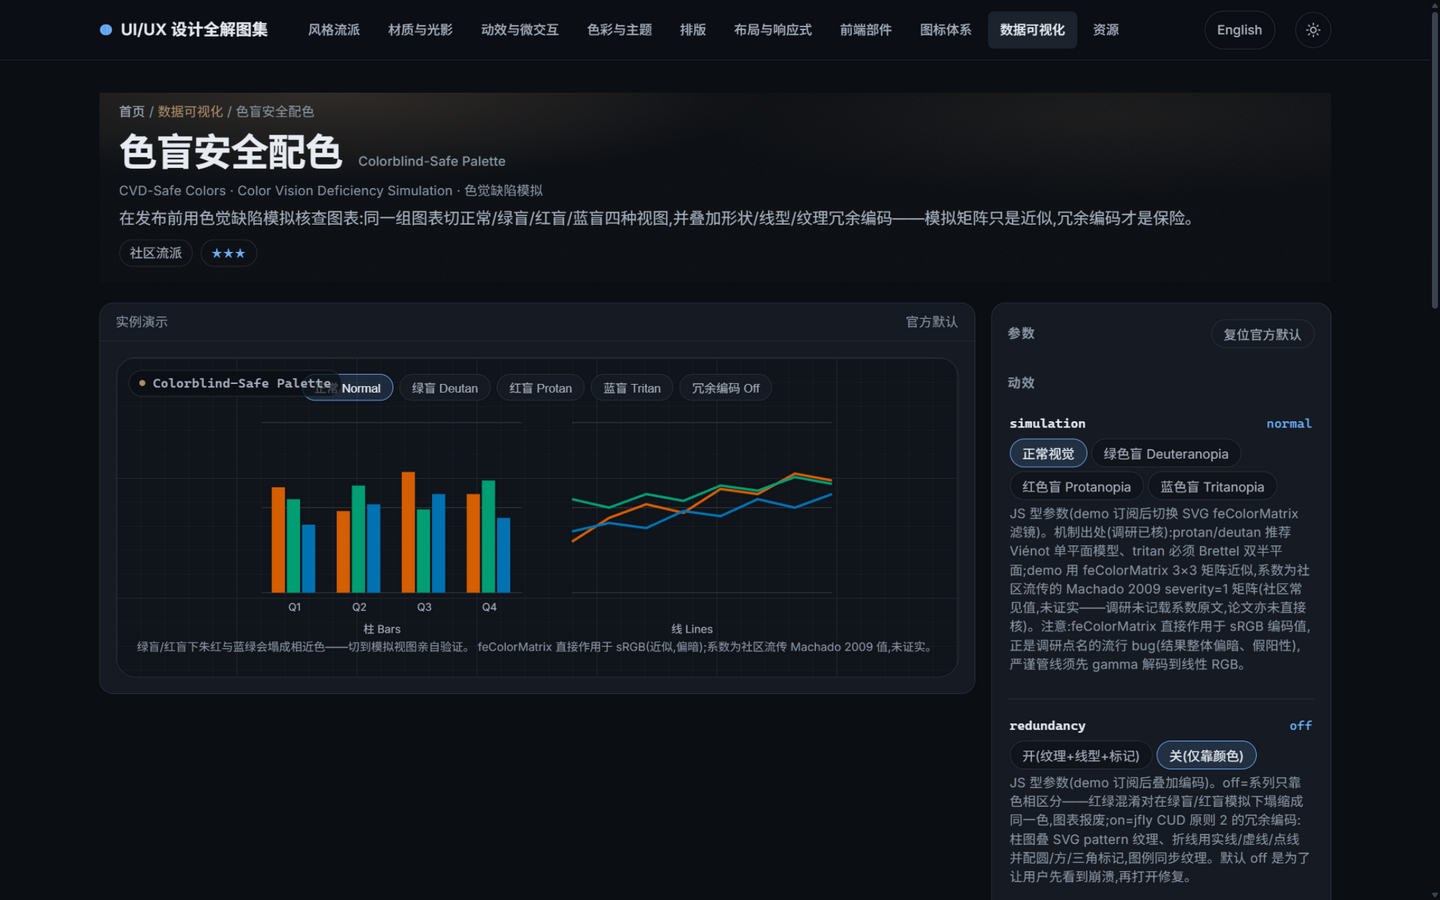 UI/UX 设计全解图集
风格流派 材质与光影 动效与微交互 色彩与主题 排版 布局与响应式 前端部件 图标体系 数据可视化 资源 English
首页 / 数据可视化 / 色盲安全配色
色盲安全配色 Colorblind-Safe Palette
CVD-Safe Colors · Color Vision Deficiency Simulation · 色觉缺陷模拟
在发布前用色觉缺陷模拟核查图表:同一组图表切正常/绿盲/红盲/蓝盲四种视图,并叠加形状/线型/纹理冗余编码——模拟矩阵只是近似,冗余编码才是保险。
社区流派 ★★★
实例演示 官方默认
Colorblind-Safe Palette
正常 Normal 绿盲 Deutan 红盲 Protan 蓝盲 Tritan 冗余编码 Off
Q1 Q2 Q3 Q4
柱 Bars 线 Lines
绿盲/红盲下朱红与蓝绿会塌成相近色——切到模拟视图亲自验证。 feColorMatrix 直接作用于 sRGB(近似,偏暗);系数为社区流传 Machado 2009 值,未证实。
参数 复位官方默认
动效
simulation normal
正常视觉 绿色盲 Deuteranopia
红色盲 Protanopia 蓝色盲 Tritanopia
JS 型参数(demo 订阅后切换 SVG feColorMatrix
滤镜)。机制出处(调研已核):protan/deutan 推荐
Viénot 单平面模型、tritan 必须 Brettel 双半平
面;demo 用 feColorMatrix 3×3 矩阵近似,系数为社
区流传的 Machado 2009 severity=1 矩阵(社区常
见值,未证实——调研未记载系数原文,论文亦未直接
核)。注意:feColorMatrix 直接作用于 sRGB 编码值,
正是调研点名的流行 bug(结果整体偏暗、假阳性),
严谨管线须先 gamma 解码到线性 RGB。
redundancy off
开(纹理+线型+标记) 关(仅靠颜色)
JS 型参数(demo 订阅后叠加编码)。off=系列只靠
色相区分——红绿混淆对在绿盲/红盲模拟下塌缩成
同一色,图表报废;on=jfly CUD 原则 2 的冗余编码:
柱图叠 SVG pattern 纹理、折线用实线/虚线/点线
并配圆/方/三角标记,图例同步纹理。默认 off 是为了
让用户先看到崩溃,再打开修复。